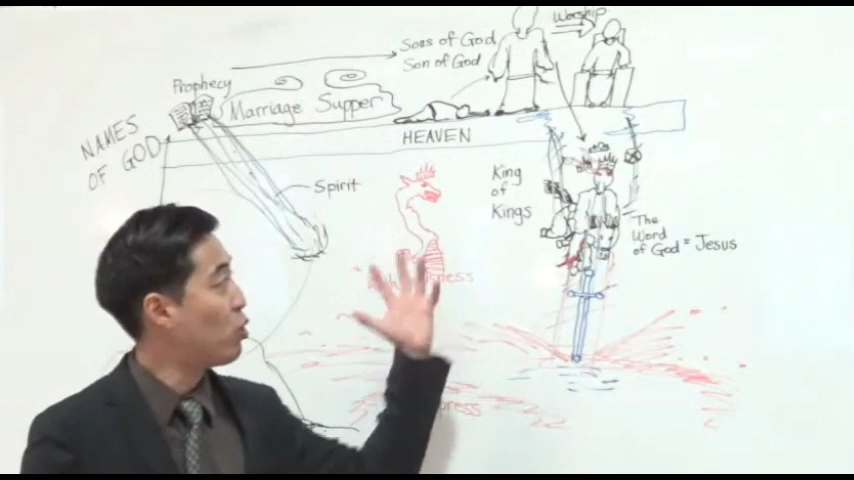 Worship
Sons of God
Son of God
Prophecy
Marriage Supper
NAMES
OF GOD
HEAVEN
Spirit
King
of
Kings
The
Word
of God = Jesus